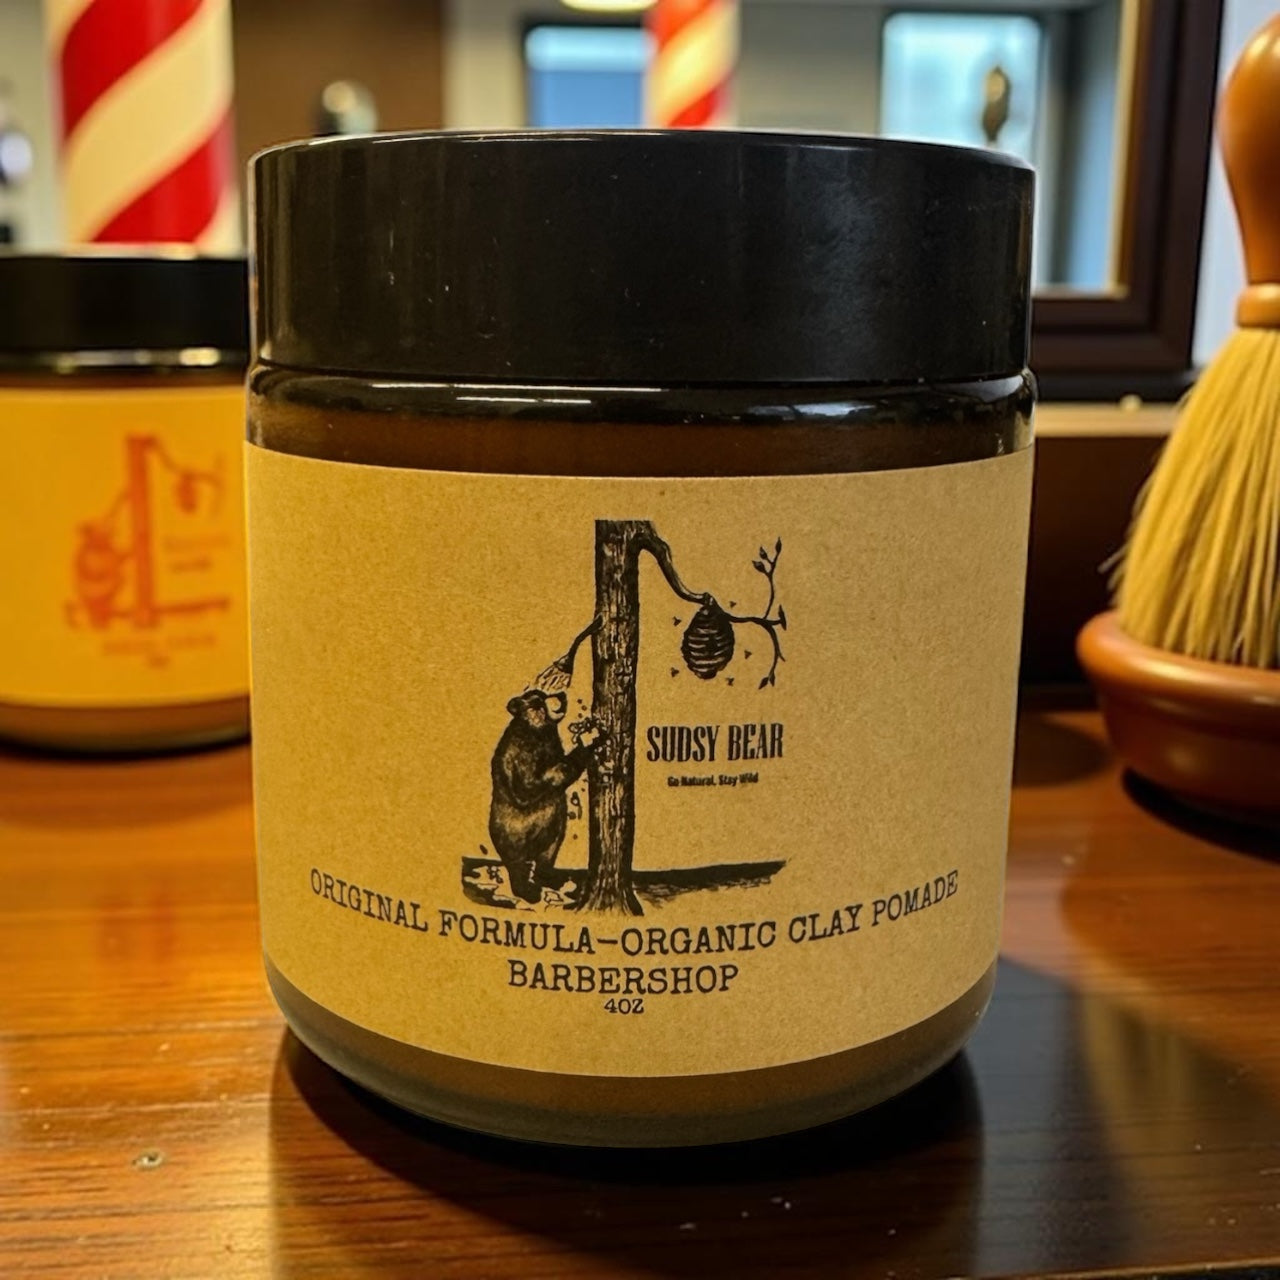 SUDSY BEAR
Go Natural, Stay Wild
ORIGINAL FORMULA-ORGANIC CLAY POMADE
BARBERSHOP
4OZ